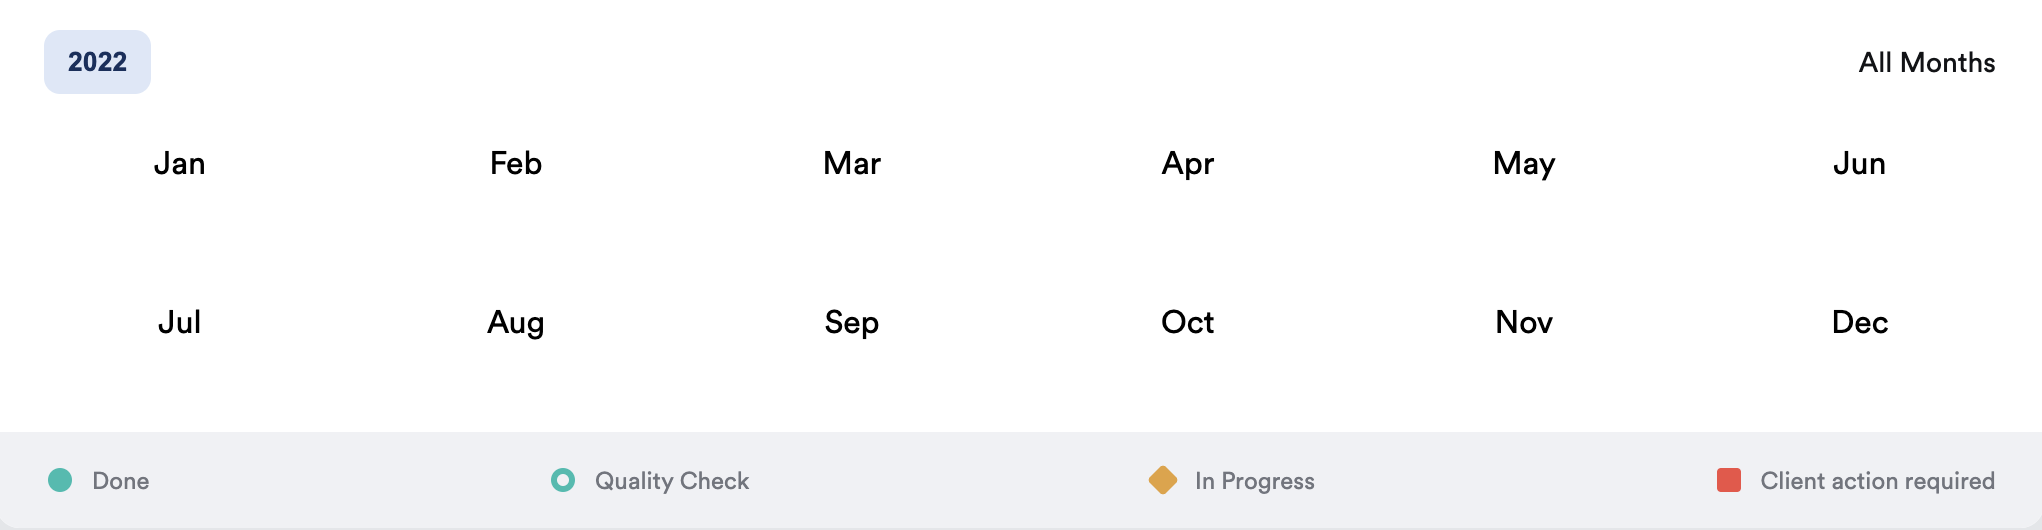 2022 All Months
Jan Feb Mar Apr May Jun
Jul Aug Sep Oct Nov Dec
Done Quality Check In Progress Client action required